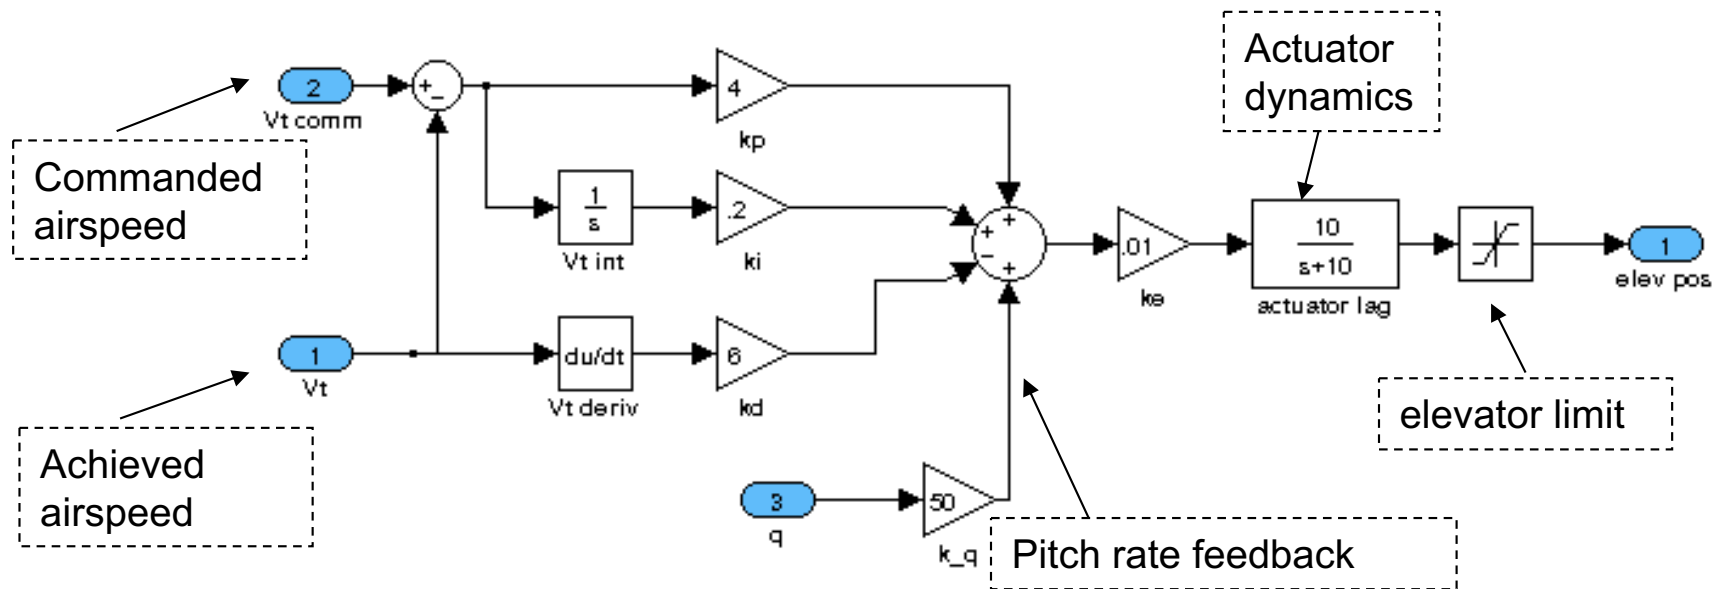 Actuator
dynamics
2
Vt comm
+
−
4
kp
Commanded
airspeed
1
s
Vt int
.2
ki
+
+
−
+
.01
ke
10
s+10
actuator lag
1
elev pos
1
Vt
du/dt
Vt deriv
6
kd
elevator limit
Achieved
airspeed
3
q
50
k_q
Pitch rate feedback